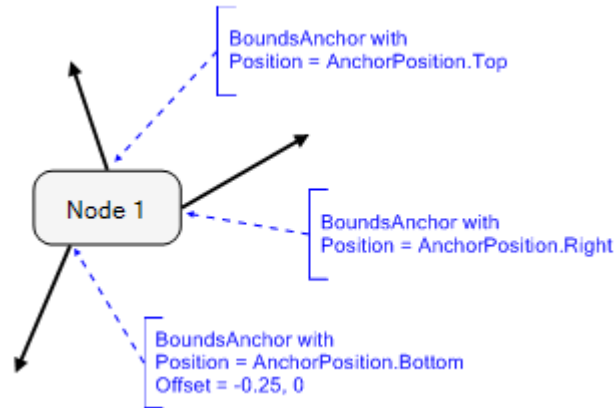 BoundsAnchor with
Position = AnchorPosition.Top
Node 1
BoundsAnchor with
Position = AnchorPosition.Right
BoundsAnchor with
Position = AnchorPosition.Bottom
Offset = -0.25, 0